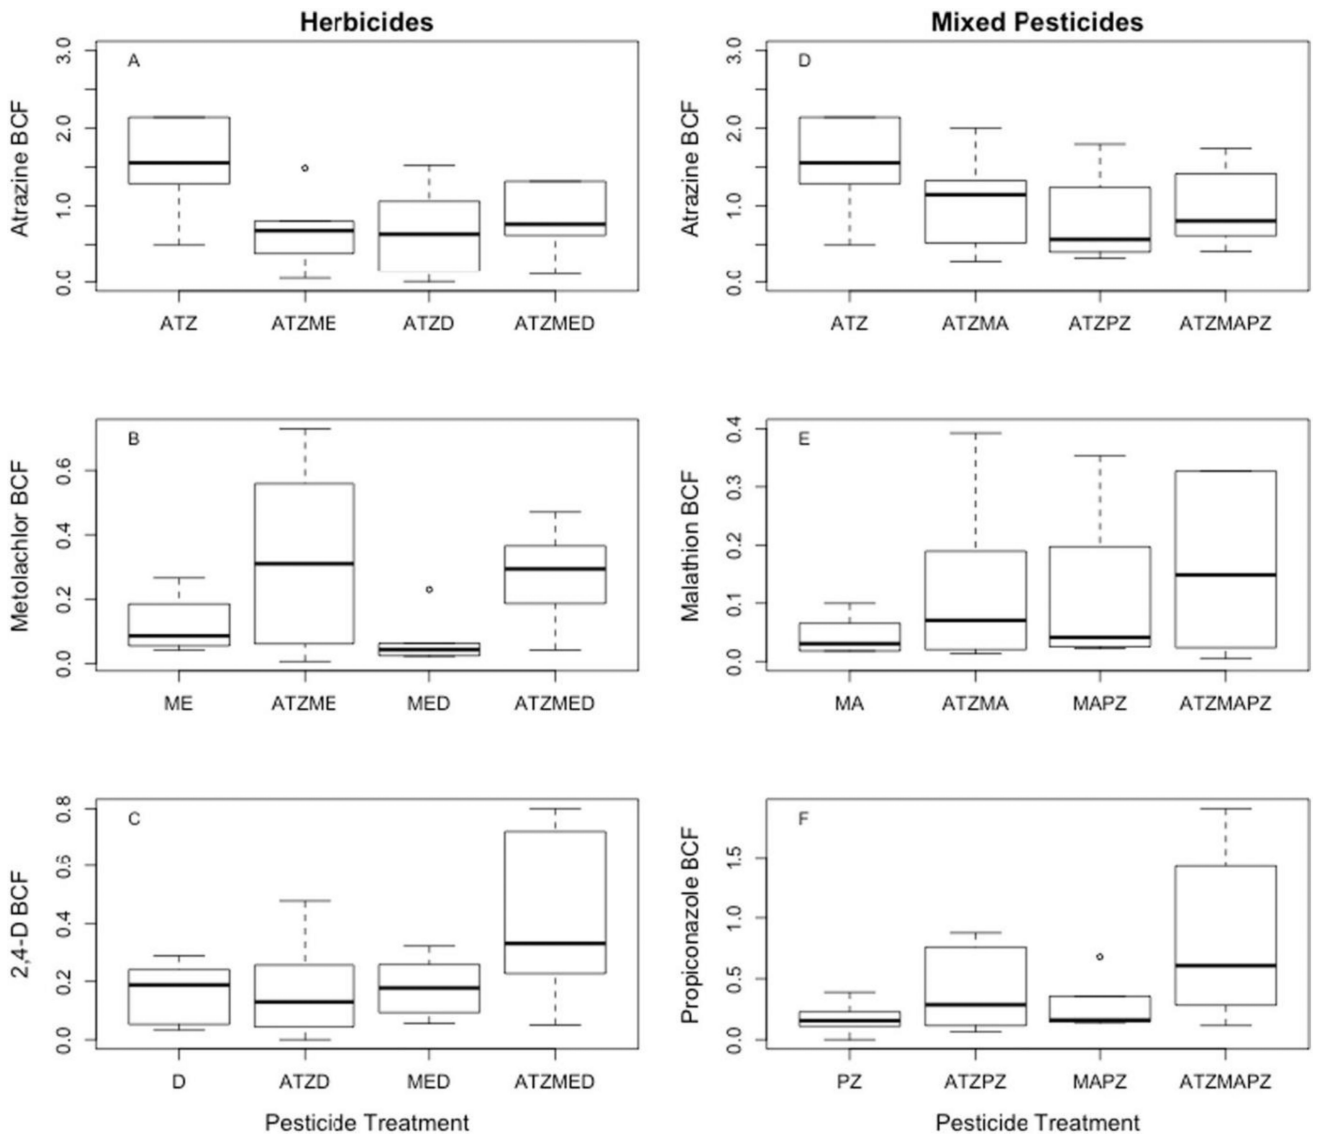 Herbicides
Mixed Pesticides
A
Atrazine BCF
3.0
2.0
1.0
0.0
ATZ ATZME ATZD ATZMED
D
Atrazine BCF
3.0
2.0
1.0
0.0
ATZ ATZMA ATZPZ ATZMAPZ
B
Metolachlor BCF
0.6
0.4
0.2
0.0
ME ATZME MED ATZMED
E
Malathion BCF
0.4
0.3
0.2
0.1
0.0
MA ATZMA MAPZ ATZMAPZ
C
2,4-D BCF
0.8
0.6
0.4
0.2
0.0
D ATZD MED ATZMED
Pesticide Treatment
F
Propiconazole BCF
1.5
1.0
0.5
0.0
PZ ATZPZ MAPZ ATZMAPZ
Pesticide Treatment